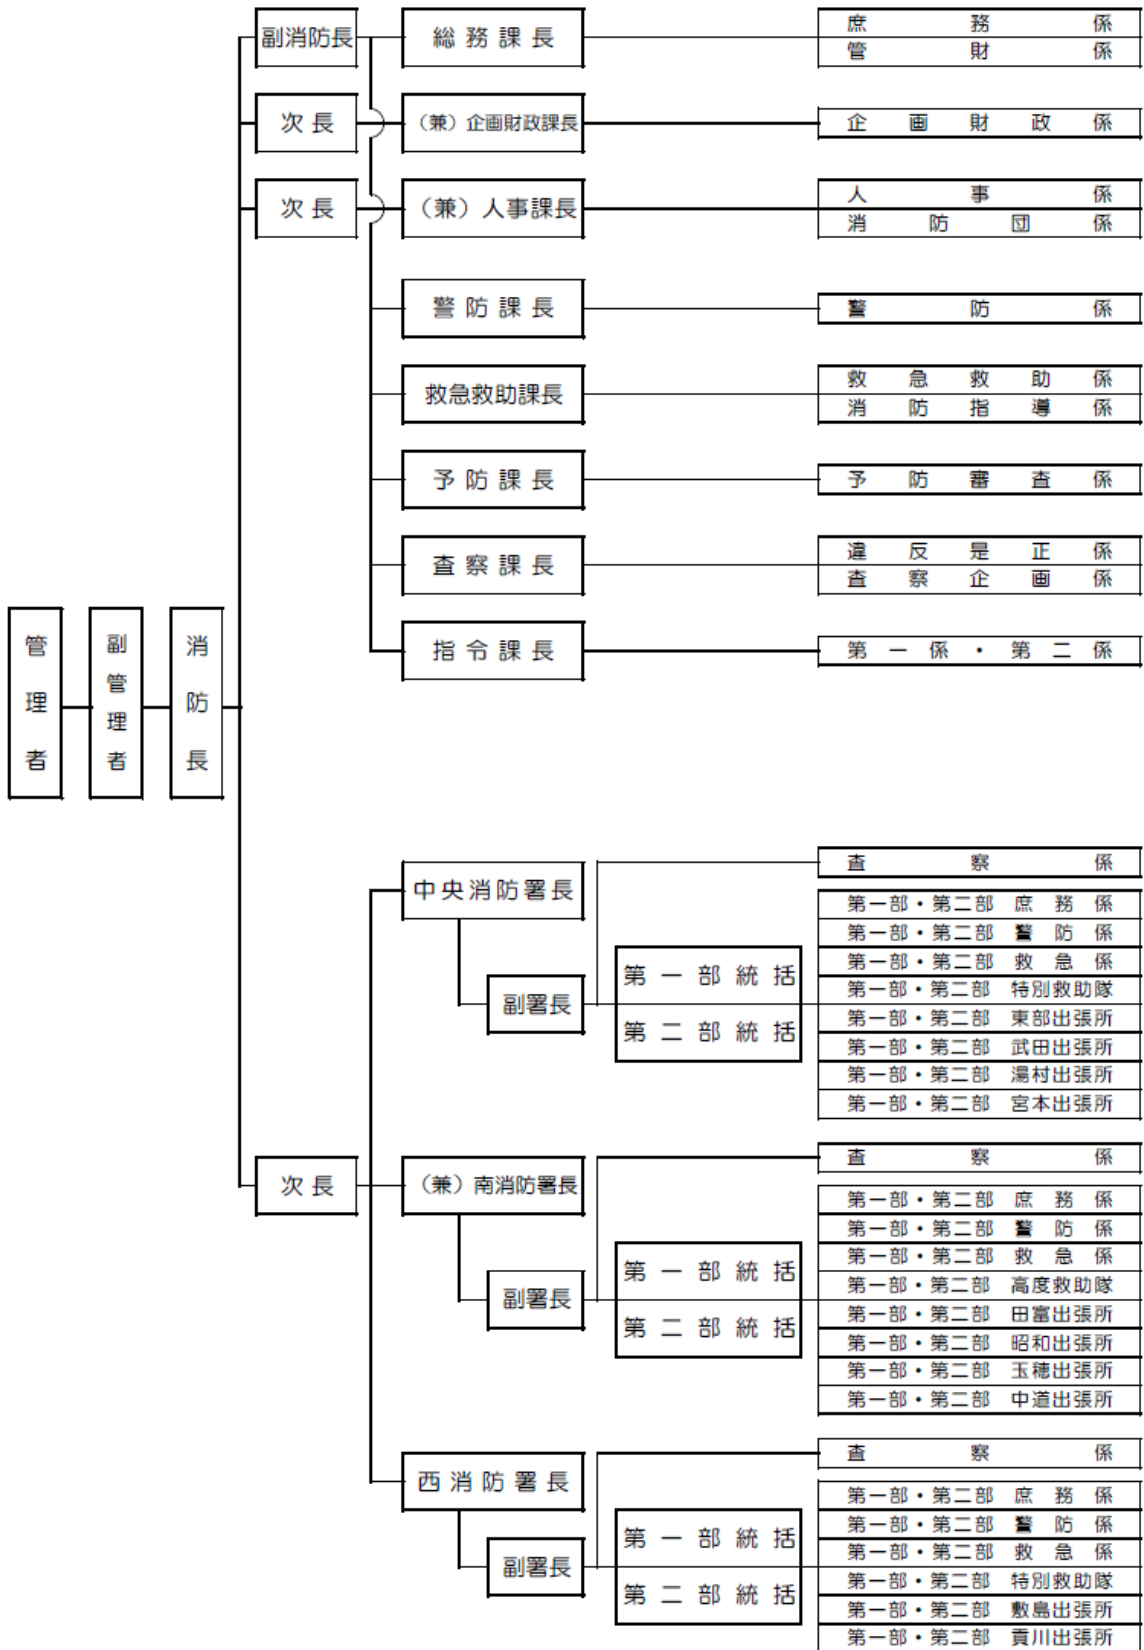 副消防長
総務課長
庶務係
管財係
次長
（兼）企画財政課長
企画財政係
次長
（兼）人事課長
人事係
消防団係
警防課長
警防係
救急救助課長
救急救助係
消防指導係
予防課長
予防審査係
査察課長
違反是正係
査察企画係
指令課長
第一係・第二係
管理者
副管理者
消防長
中央消防署長
査察係
副署長
第一部統括
第二部統括
第一部・第二部 庶務係
第一部・第二部 警防係
第一部・第二部 救急係
第一部・第二部 特別救助隊
第一部・第二部 東部出張所
第一部・第二部 武田出張所
第一部・第二部 湯村出張所
第一部・第二部 宮本出張所
次長
（兼）南消防署長
査察係
副署長
第一部統括
第二部統括
第一部・第二部 庶務係
第一部・第二部 警防係
第一部・第二部 救急係
第一部・第二部 高度救助隊
第一部・第二部 田富出張所
第一部・第二部 昭和出張所
第一部・第二部 玉穂出張所
第一部・第二部 中道出張所
西消防署長
査察係
副署長
第一部統括
第二部統括
第一部・第二部 庶務係
第一部・第二部 警防係
第一部・第二部 救急係
第一部・第二部 特別救助隊
第一部・第二部 敷島出張所
第一部・第二部 貢川出張所